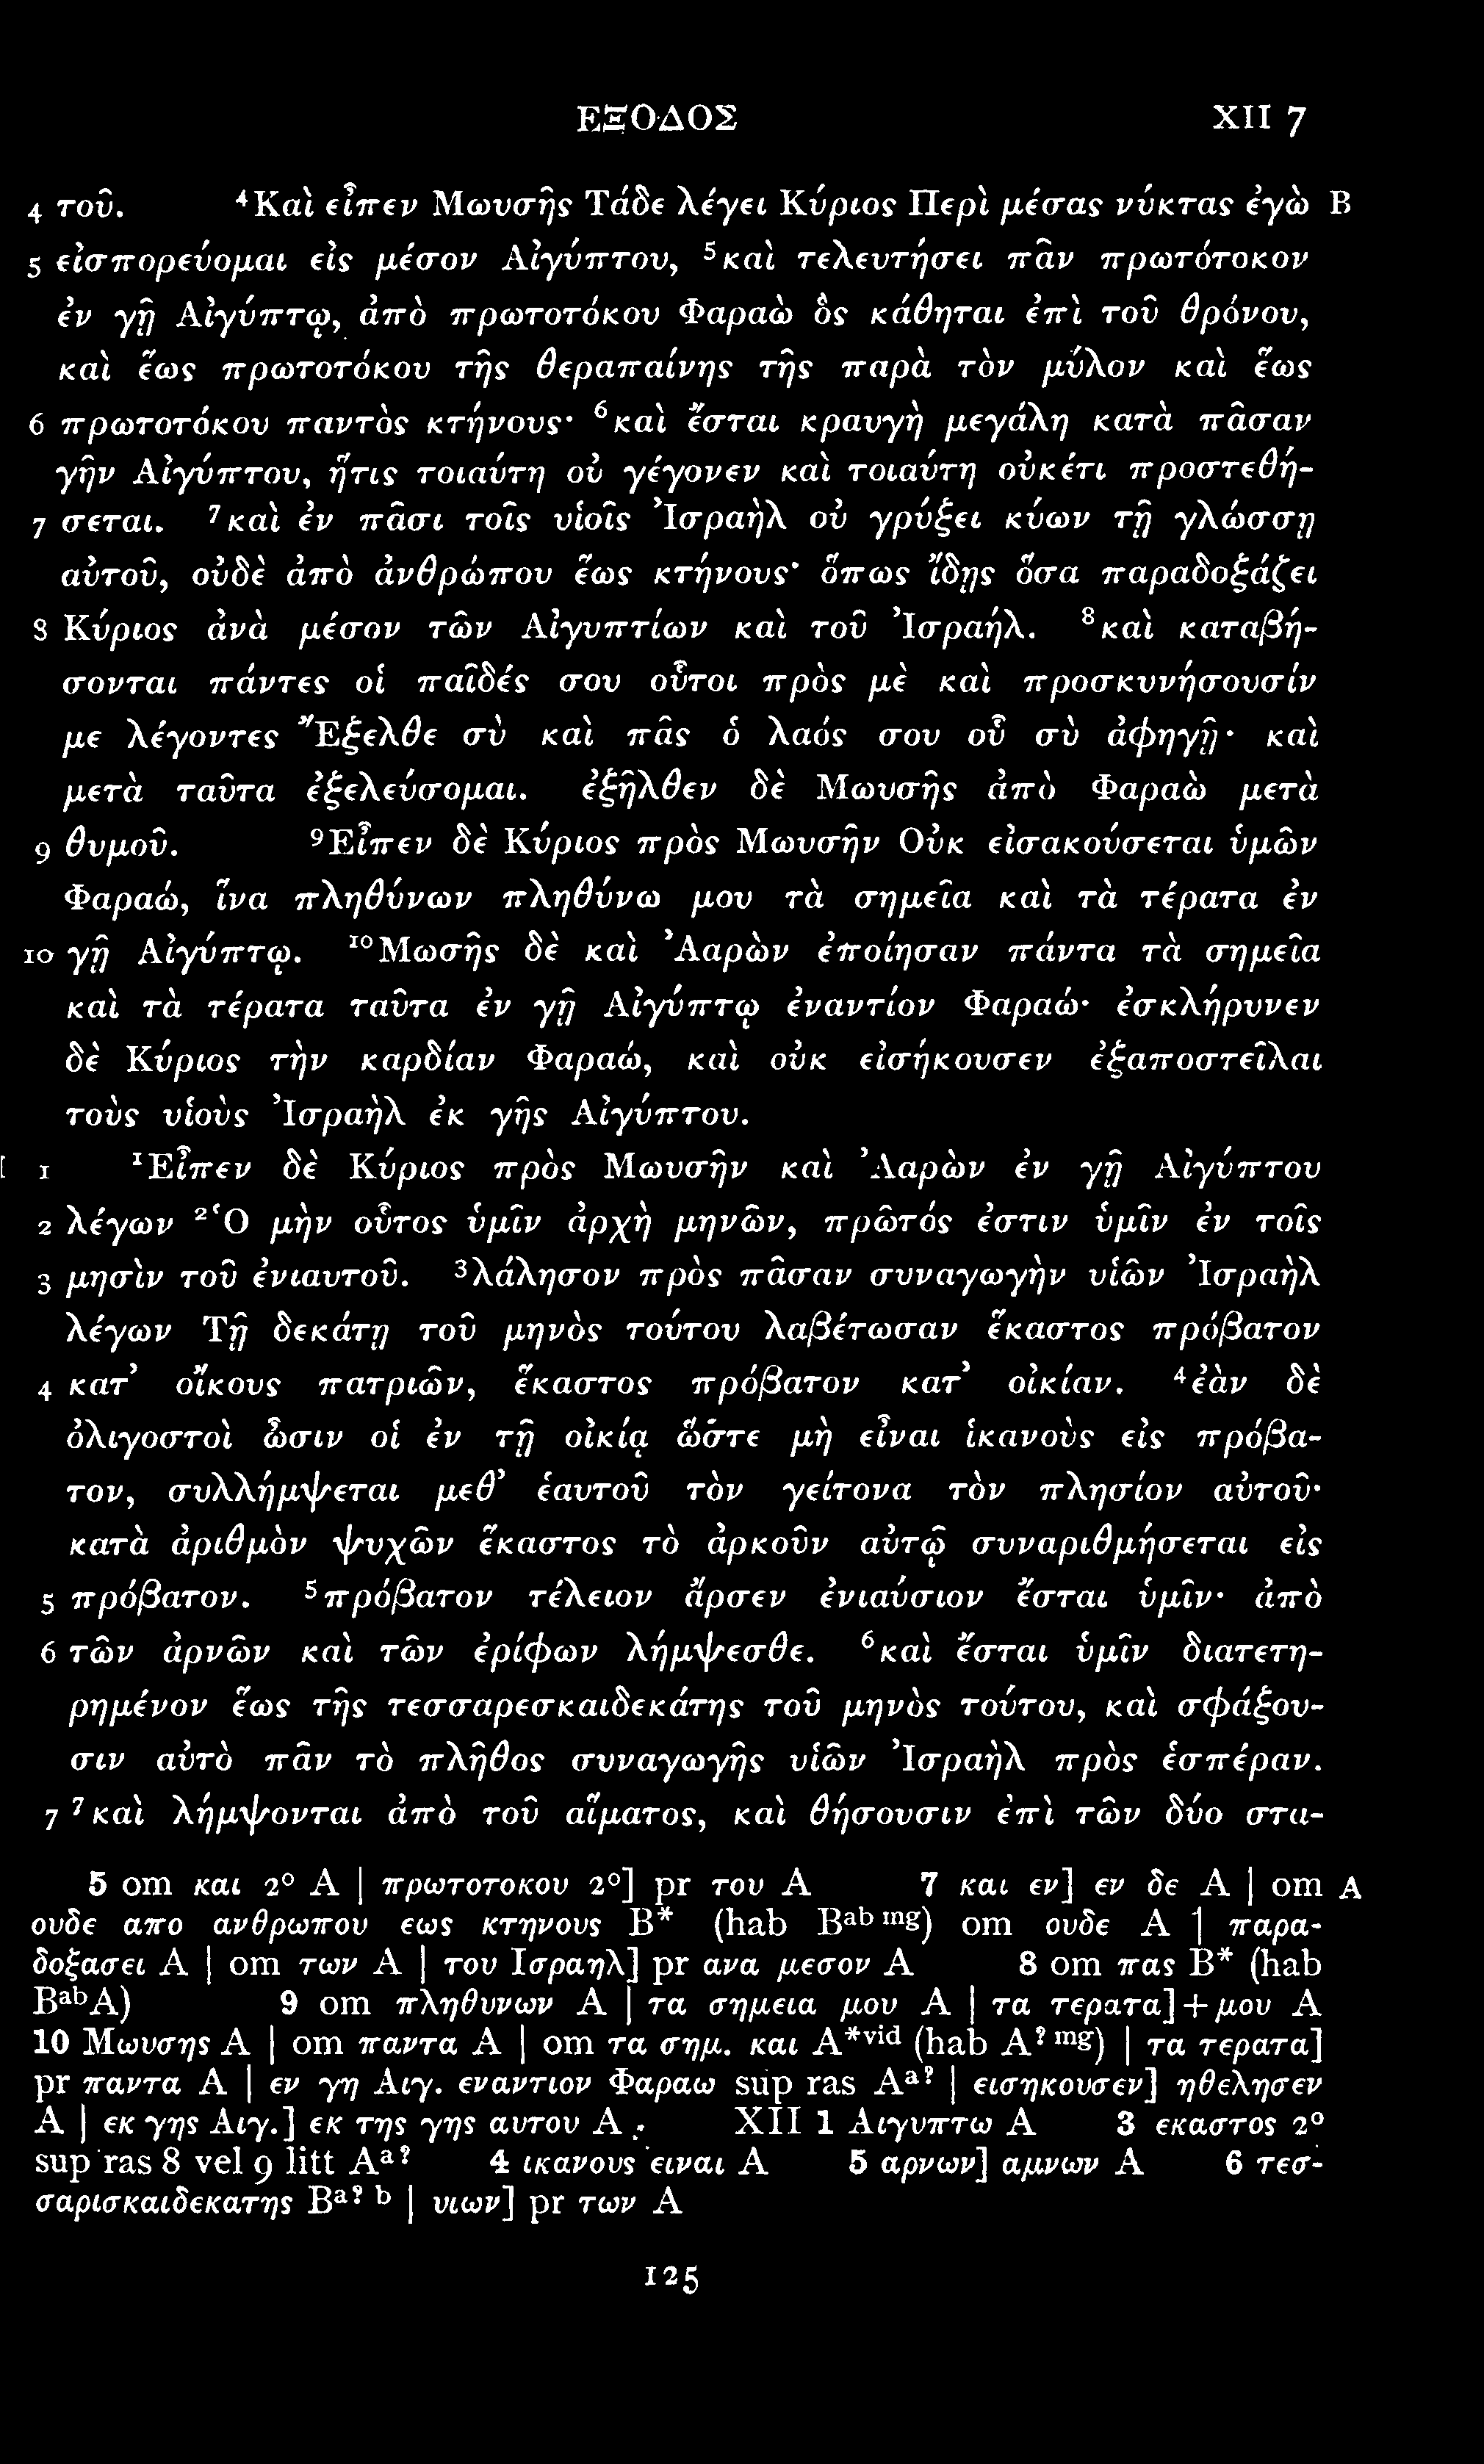 ΕΞΟΔΟΣ XII 7
4 τοῦ. ⁴Καὶ εἶπεν Μωυσῆς Τάδε λέγει Κύριος Περὶ μέσας νύκτας ἐγὼ B
5 εἰσπορεύομαι εἰς μέσον Αἰγύπτου, ⁵καὶ τελευτήσει πᾶν πρωτότοκον
ἐν γῇ Αἰγύπτῳ, ἀπὸ πρωτοτόκου Φαραὼ ὃς κάθηται ἐπὶ τοῦ θρόνου,
καὶ ἕως πρωτοτόκου τῆς θεραπαίνης τῆς παρὰ τὸν μύλον καὶ ἕως
6 πρωτοτόκου παντὸς κτήνους· ⁶καὶ ἔσται κραυγὴ μεγάλη κατὰ πᾶσαν
γῆν Αἰγύπτου, ἥτις τοιαύτη οὐ γέγονεν καὶ τοιαύτη οὐκέτι προστεθή-
7 σεται. ⁷καὶ ἐν πᾶσι τοῖς υἱοῖς Ἰσραὴλ οὐ γρύξει κύων τῇ γλώσσῃ
αὐτοῦ, οὐδὲ ἀπὸ ἀνθρώπου ἕως κτήνους· ὅπως ἴδῃς ὅσα παραδοξάζει
8 Κύριος ἀνὰ μέσον τῶν Αἰγυπτίων καὶ τοῦ Ἰσραήλ. ⁸καὶ καταβή-
σονται πάντες οἱ παῖδές σου οὗτοι πρὸς μὲ καὶ προσκυνήσουσίν
με λέγοντες Ἔξελθε σὺ καὶ πᾶς ὁ λαός σου οὗ σὺ ἀφηγῇ· καὶ
μετὰ ταῦτα ἐξελεύσομαι. ἐξῆλθεν δὲ Μωυσῆς ἀπὸ Φαραὼ μετὰ
9 θυμοῦ. ⁹Εἶπεν δὲ Κύριος πρὸς Μωυσῆν Οὐκ εἰσακούσεται ὑμῶν
Φαραώ, ἵνα πληθύνων πληθύνω μου τὰ σημεῖα καὶ τὰ τέρατα ἐν
10 γῇ Αἰγύπτῳ. ¹⁰Μωσῆς δὲ καὶ Ἀαρὼν ἐποίησαν πάντα τὰ σημεῖα
καὶ τὰ τέρατα ταῦτα ἐν γῇ Αἰγύπτῳ ἐναντίον Φαραώ· ἐσκλήρυνεν
δὲ Κύριος τὴν καρδίαν Φαραώ, καὶ οὐκ εἰσήκουσεν ἐξαποστεῖλαι
τοὺς υἱοὺς Ἰσραὴλ ἐκ γῆς Αἰγύπτου.
I 1 ¹Εἶπεν δὲ Κύριος πρὸς Μωυσῆν καὶ Ἀαρὼν ἐν γῇ Αἰγύπτου
2 λέγων ²Ὁ μὴν οὗτος ὑμῖν ἀρχὴ μηνῶν, πρῶτός ἐστιν ὑμῖν ἐν τοῖς
3 μησὶν τοῦ ἐνιαυτοῦ. ³λάλησον πρὸς πᾶσαν συναγωγὴν υἱῶν Ἰσραὴλ
λέγων Τῇ δεκάτῃ τοῦ μηνὸς τούτου λαβέτωσαν ἕκαστος πρόβατον
4 κατ᾽ οἴκους πατριῶν, ἕκαστος πρόβατον κατ᾽ οἰκίαν. ⁴ἐὰν δὲ
ὀλιγοστοὶ ὦσιν οἱ ἐν τῇ οἰκίᾳ ὥστε μὴ εἶναι ἱκανοὺς εἰς πρόβα-
τον, συλλήμψεται μεθ᾽ ἑαυτοῦ τὸν γείτονα τὸν πλησίον αὐτοῦ·
κατὰ ἀριθμὸν ψυχῶν ἕκαστος τὸ ἀρκοῦν αὐτῷ συναριθμήσεται εἰς
5 πρόβατον. ⁵πρόβατον τέλειον ἄρσεν ἐνιαύσιον ἔσται ὑμῖν· ἀπὸ
6 τῶν ἀρνῶν καὶ τῶν ἐρίφων λήμψεσθε. ⁶καὶ ἔσται ὑμῖν διατετη-
ρημένον ἕως τῆς τεσσαρεσκαιδεκάτης τοῦ μηνὸς τούτου, καὶ σφάξου-
σιν αὐτὸ πᾶν τὸ πλῆθος συναγωγῆς υἱῶν Ἰσραὴλ πρὸς ἑσπέραν.
7 ⁷καὶ λήμψονται ἀπὸ τοῦ αἵματος, καὶ θήσουσιν ἐπὶ τῶν δύο στα-
5 om και 2° A | πρωτοτοκου 2°] pr του A 7 και εν] εν δε A | om A
ουδε απο ανθρωπου εως κτηνους B* (hab Bᵃᵇ ᵐᵍ) om ουδε A | παρα-
δοξασει A | om των A | του Ισραηλ] pr ανα μεσον A 8 om πας B* (hab
BᵃᵇA) 9 om πληθυνων A | τα σημεια μου A | τα τερατα]+μου A
10 Μωυσης A | om παντα A | om τα σημ. και A*ᵛⁱᵈ (hab A? ᵐᵍ) | τα τερατα]
pr παντα A | εν γη Αιγ. εναντιον Φαραω sup ras Aᵃ? | εισηκουσεν] ηθελησεν
A | εκ γης Αιγ.] εκ της γης αυτου A XII 1 Αιγυπτω A 3 εκαστος 2°
sup ras 8 vel 9 litt Aᵃ? 4 ικανους ειναι A 5 αρνων] αμνων A 6 τεσ-
σαρισκαιδεκατης Bᵃ? ᵇ | υιων] pr των A
125